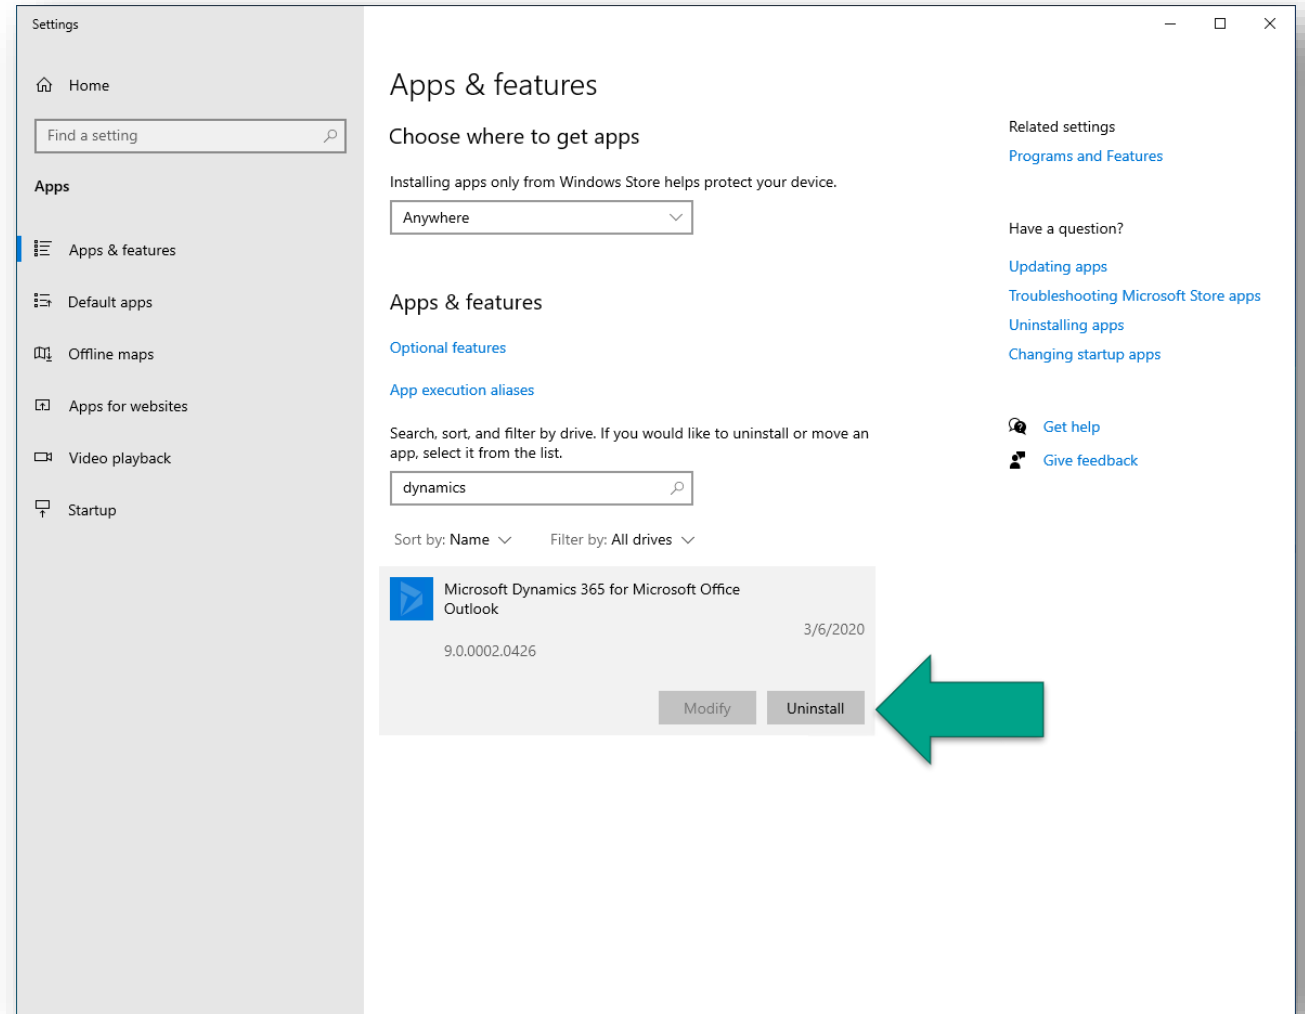 Settings
Home
Find a setting
Apps
Apps & features
Default apps
Offline maps
Apps for websites
Video playback
Startup
Apps & features
Choose where to get apps
Installing apps only from Windows Store helps protect your device.
Anywhere
Apps & features
Optional features
App execution aliases
Search, sort, and filter by drive. If you would like to uninstall or move an
app, select it from the list.
dynamics
Sort by: Name Filter by: All drives
Microsoft Dynamics 365 for Microsoft Office
Outlook
3/6/2020
9.0.0002.0426
Modify Uninstall
Related settings
Programs and Features
Have a question?
Updating apps
Troubleshooting Microsoft Store apps
Uninstalling apps
Changing startup apps
Get help
Give feedback